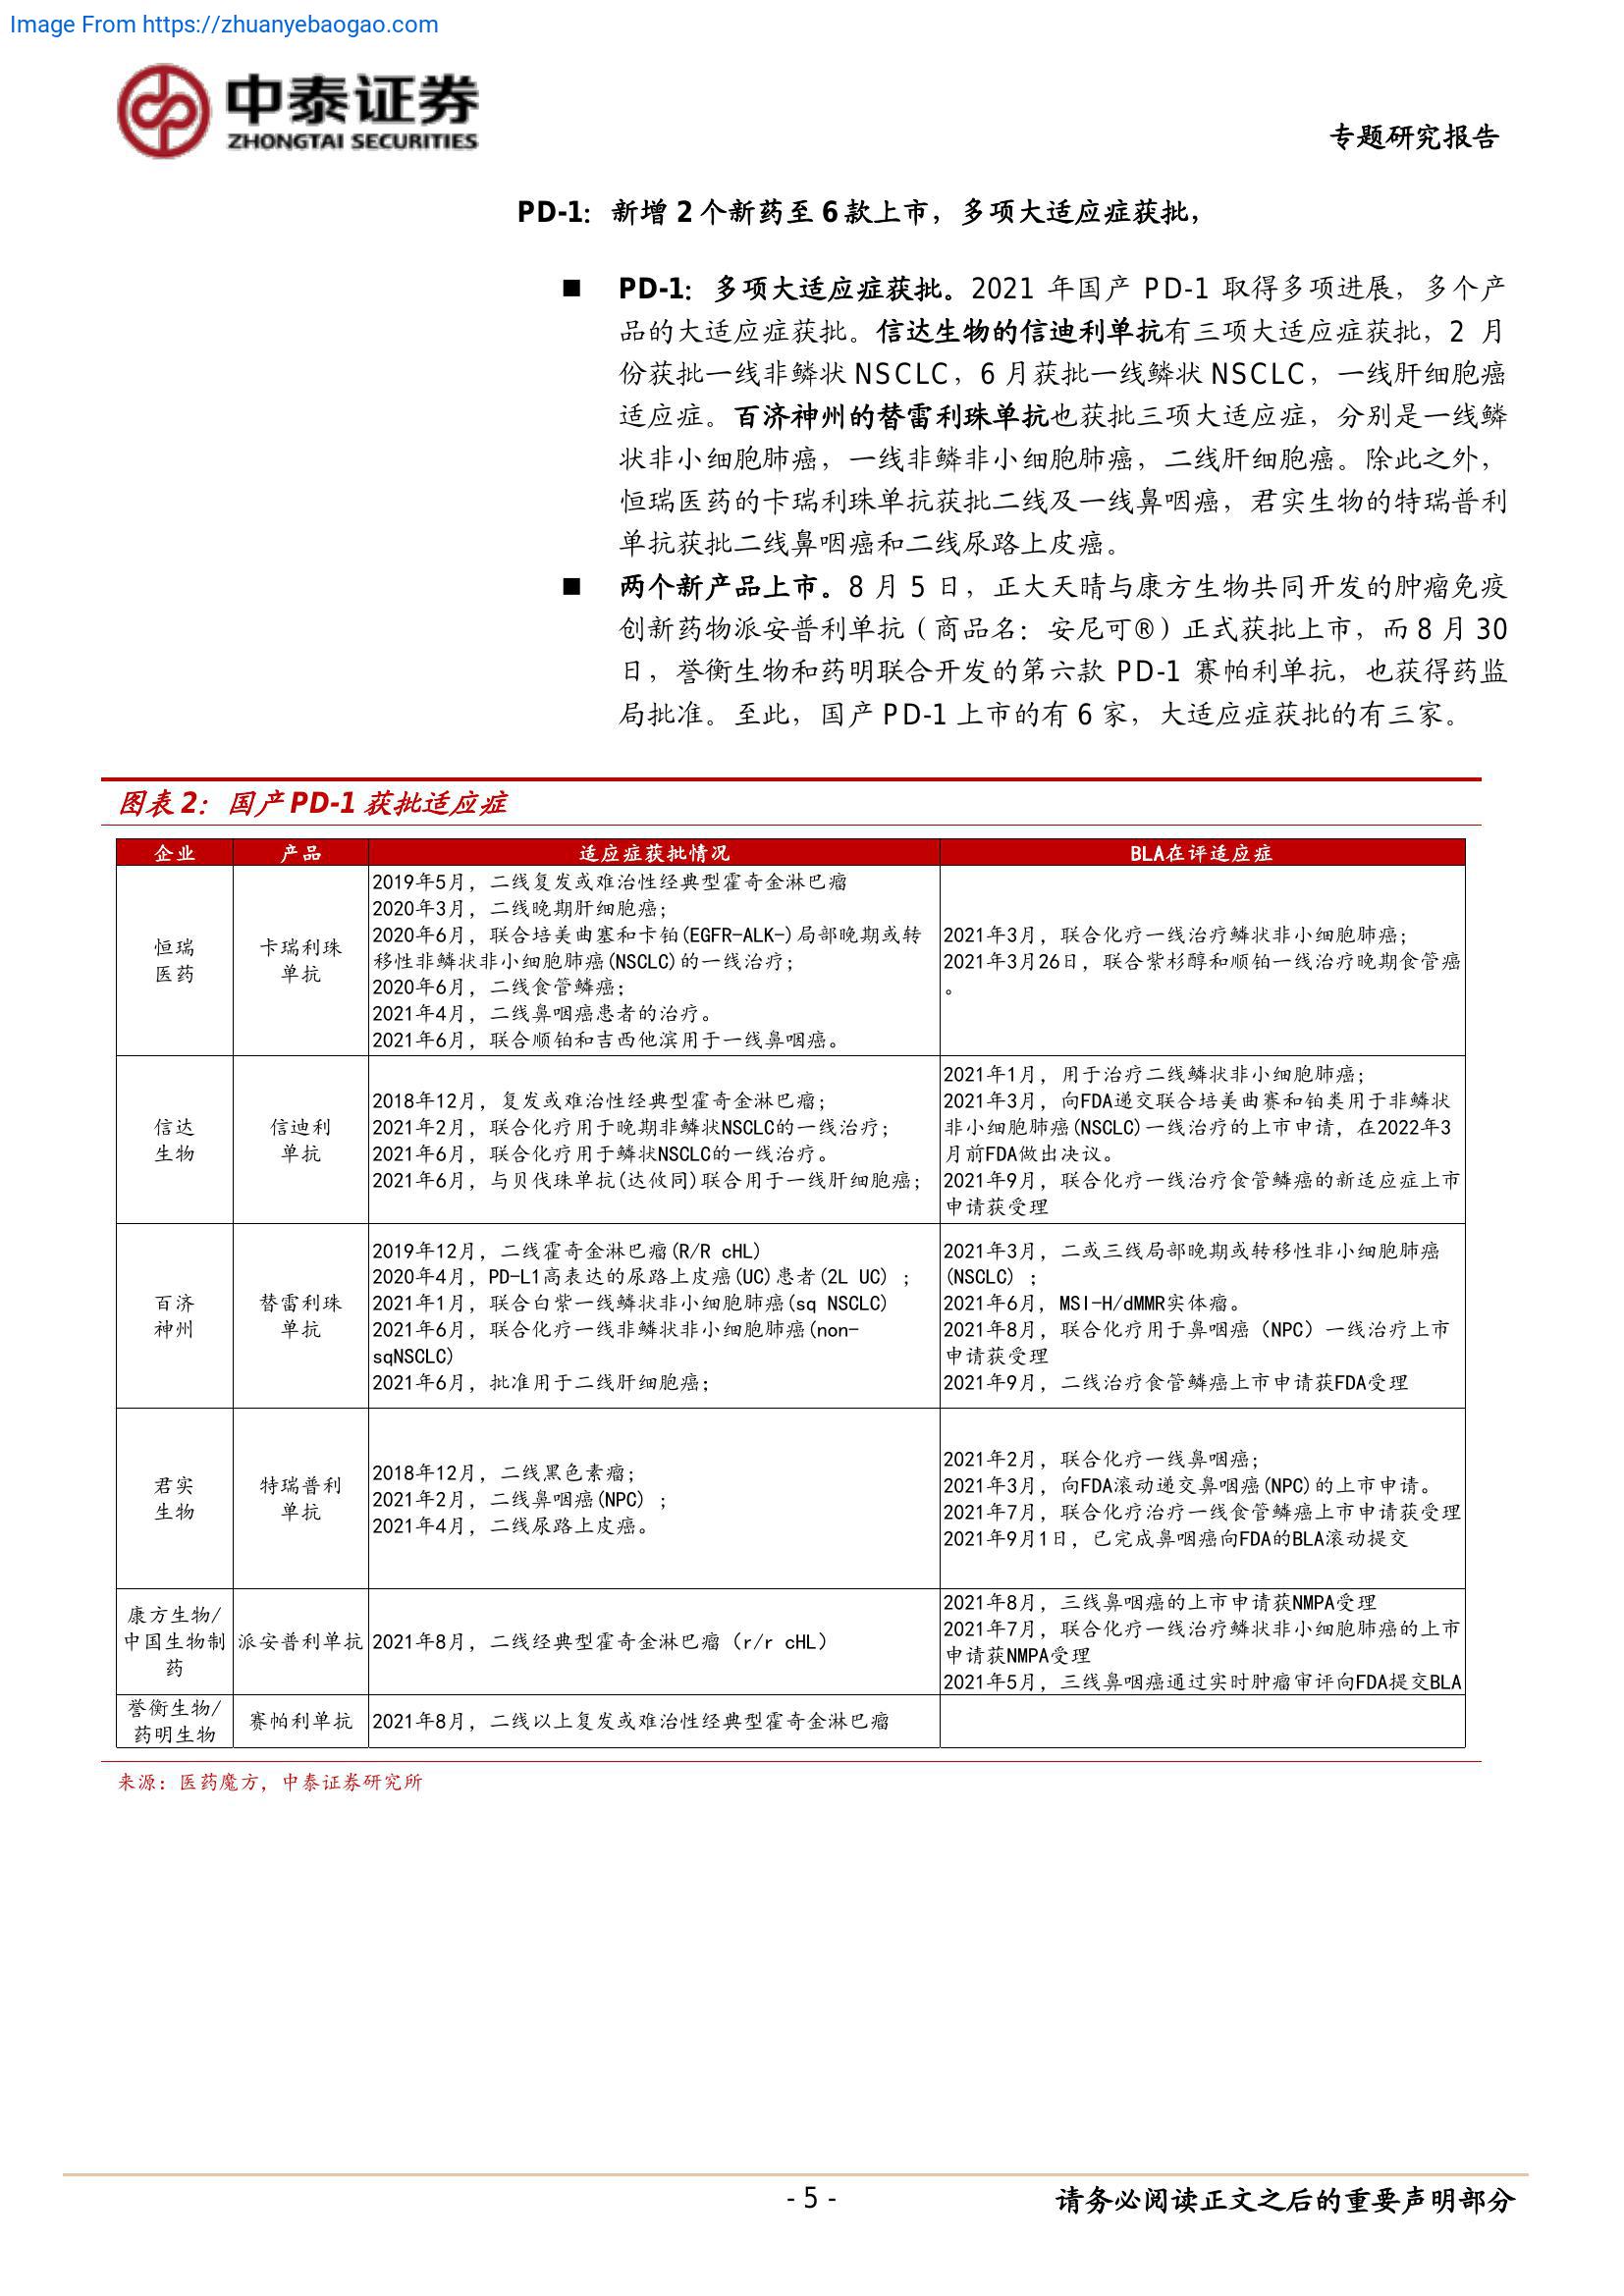 Image From https://zhuanyebaogao.com
中泰证券
ZHONGTAI SECURITIES
专题研究报告
PD-1：新增 2 个新药至 6 款上市，多项大适应症获批，
■ PD-1：多项大适应症获批。2021 年国产 PD-1 取得多项进展，多个产
品的大适应症获批。信达生物的信迪利单抗有三项大适应症获批，2 月
份获批一线非鳞状 NSCLC，6 月获批一线鳞状 NSCLC，一线肝细胞癌
适应症。百济神州的替雷利珠单抗也获批三项大适应症，分别是一线鳞
状非小细胞肺癌，一线非鳞非小细胞肺癌，二线肝细胞癌。除此之外，
恒瑞医药的卡瑞利珠单抗获批二线及一线鼻咽癌，君实生物的特瑞普利
单抗获批二线鼻咽癌和二线尿路上皮癌。
■ 两个新产品上市。8 月 5 日，正大天晴与康方生物共同开发的肿瘤免疫
创新药物派安普利单抗（商品名：安尼可®）正式获批上市，而 8 月 30
日，誉衡生物和药明联合开发的第六款 PD-1 赛帕利单抗，也获得药监
局批准。至此，国产 PD-1 上市的有 6 家，大适应症获批的有三家。
图表 2：国产 PD-1 获批适应症
企业 产品 适应症获批情况 BLA在评适应症
恒瑞
医药
卡瑞利珠
单抗
2019年5月，二线复发或难治性经典型霍奇金淋巴瘤
2020年3月，二线晚期肝细胞癌；
2020年6月，联合培美曲塞和卡铂(EGFR-ALK-)局部晚期或转
移性非鳞状非小细胞肺癌(NSCLC)的一线治疗；
2020年6月，二线食管鳞癌；
2021年4月，二线鼻咽癌患者的治疗。
2021年6月，联合顺铂和吉西他滨用于一线鼻咽癌。
2021年3月，联合化疗一线治疗鳞状非小细胞肺癌；
2021年3月26日，联合紫杉醇和顺铂一线治疗晚期食管癌
。
信达
生物
信迪利
单抗
2018年12月，复发或难治性经典型霍奇金淋巴瘤；
2021年2月，联合化疗用于晚期非鳞状NSCLC的一线治疗；
2021年6月，联合化疗用于鳞状NSCLC的一线治疗。
2021年6月，与贝伐珠单抗(达攸同)联合用于一线肝细胞癌；
2021年1月，用于治疗二线鳞状非小细胞肺癌；
2021年3月，向FDA递交联合培美曲赛和铂类用于非鳞状
非小细胞肺癌(NSCLC)一线治疗的上市申请，在2022年3
月前FDA做出决议。
2021年9月，联合化疗一线治疗食管鳞癌的新适应症上市
申请获受理
百济
神州
替雷利珠
单抗
2019年12月，二线霍奇金淋巴瘤(R/R cHL)
2020年4月，PD-L1高表达的尿路上皮癌(UC)患者(2L UC) ；
2021年1月，联合白紫一线鳞状非小细胞肺癌(sq NSCLC)
2021年6月，联合化疗一线非鳞状非小细胞肺癌(non-
sqNSCLC)
2021年6月，批准用于二线肝细胞癌；
2021年3月，二或三线局部晚期或转移性非小细胞肺癌
(NSCLC) ；
2021年6月，MSI-H/dMMR实体瘤。
2021年8月，联合化疗用于鼻咽癌（NPC）一线治疗上市
申请获受理
2021年9月，二线治疗食管鳞癌上市申请获FDA受理
君实
生物
特瑞普利
单抗
2018年12月，二线黑色素瘤；
2021年2月，二线鼻咽癌(NPC) ；
2021年4月，二线尿路上皮癌。
2021年2月，联合化疗一线鼻咽癌；
2021年3月，向FDA滚动递交鼻咽癌(NPC)的上市申请。
2021年7月，联合化疗治疗一线食管鳞癌上市申请获受理
2021年9月1日，已完成鼻咽癌向FDA的BLA滚动提交
康方生物/
中国生物制
药
派安普利单抗
2021年8月，二线经典型霍奇金淋巴瘤（r/r cHL）
2021年8月，三线鼻咽癌的上市申请获NMPA受理
2021年7月，联合化疗一线治疗鳞状非小细胞肺癌的上市
申请获NMPA受理
2021年5月，三线鼻咽癌通过实时肿瘤审评向FDA提交BLA
誉衡生物/
药明生物
赛帕利单抗
2021年8月，二线以上复发或难治性经典型霍奇金淋巴瘤
来源：医药魔方，中泰证券研究所
- 5 -
请务必阅读正文之后的重要声明部分